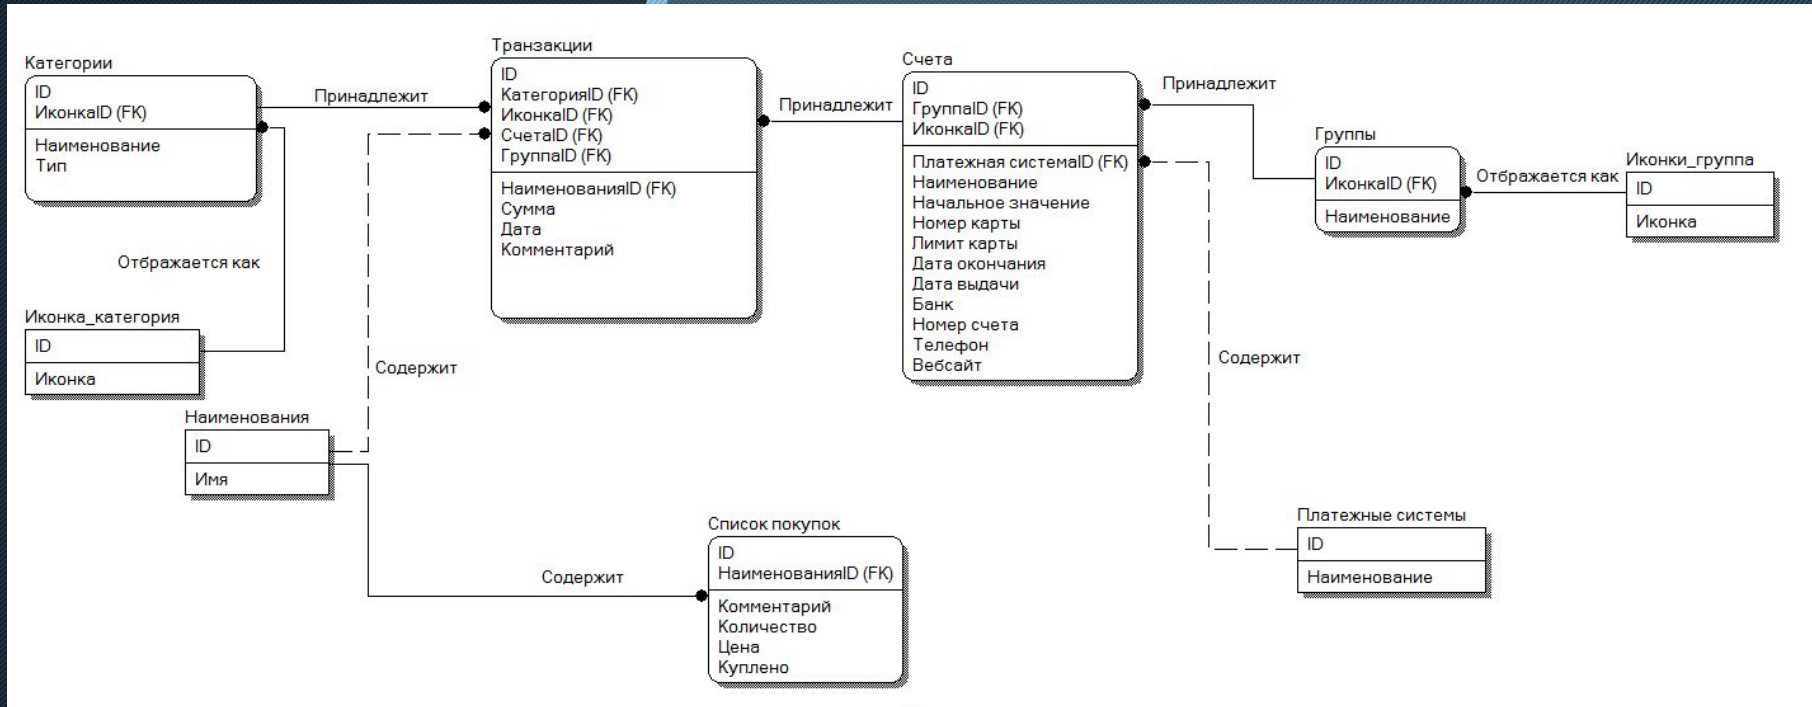 Категории
ID
ИконкаID (FK)
Наименование
Тип
Принадлежит
Транзакции
ID
КатегорияID (FK)
ИконкаID (FK)
СчетаID (FK)
ГруппаID (FK)
НаименованияID (FK)
Сумма
Дата
Комментарий
Принадлежит
Счета
ID
ГруппаID (FK)
ИконкаID (FK)
Платежная системаID (FK)
Наименование
Начальное значение
Номер карты
Лимит карты
Дата окончания
Дата выдачи
Банк
Номер счета
Телефон
Вебсайт
Принадлежит
Группы
ID
ИконкаID (FK)
Наименование
Отбражается как
Иконки_группа
ID
Иконка
Отбражается как
Иконка_категория
ID
Иконка
Содержит
Содержит
Наименования
ID
Имя
Содержит
Список покупок
ID
НаименованияID (FK)
Комментарий
Количество
Цена
Куплено
Платежные системы
ID
Наименование